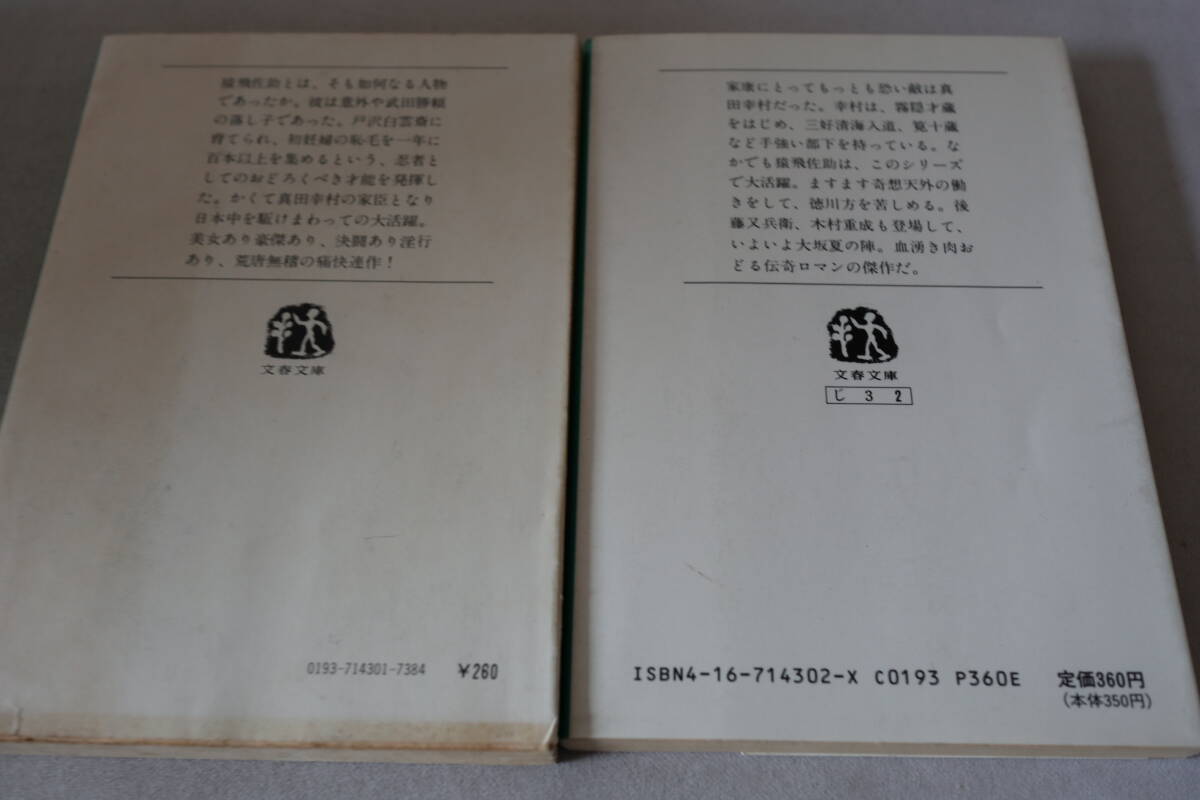 猿飛佐助とは、そも如何なる人物
であったか。彼は意外や武田勝頼
の落し子であった。戸沢白雲斎に
育てられ、初妊婦の恥毛を一年に
百本以上を集めるという、忍者と
してのおどろくべき才能を発揮し
た。かくて真田幸村の家臣となり
日本中を駆けまわっての大活躍。
美女あり豪傑あり、決闘あり淫行
あり、荒唐無稽の痛快連作！
文春文庫
0193-714301-7384 ¥260
家康にとってもっとも恐い敵は真
田幸村だった。幸村は、霧隠才蔵
をはじめ、三好清海入道、筧十蔵
など手強い部下を持っている。な
かでも猿飛佐助は、このシリーズ
で大活躍。ますます奇想天外の働
きをして、徳川方を苦しめる。後
藤又兵衛、木村重成も登場して、
いよいよ大坂夏の陣。血湧き肉お
どる伝奇ロマンの傑作だ。
文春文庫
じ 3 2
ISBN4-16-714302-X C0193 P360E 定価360円
(本体350円)